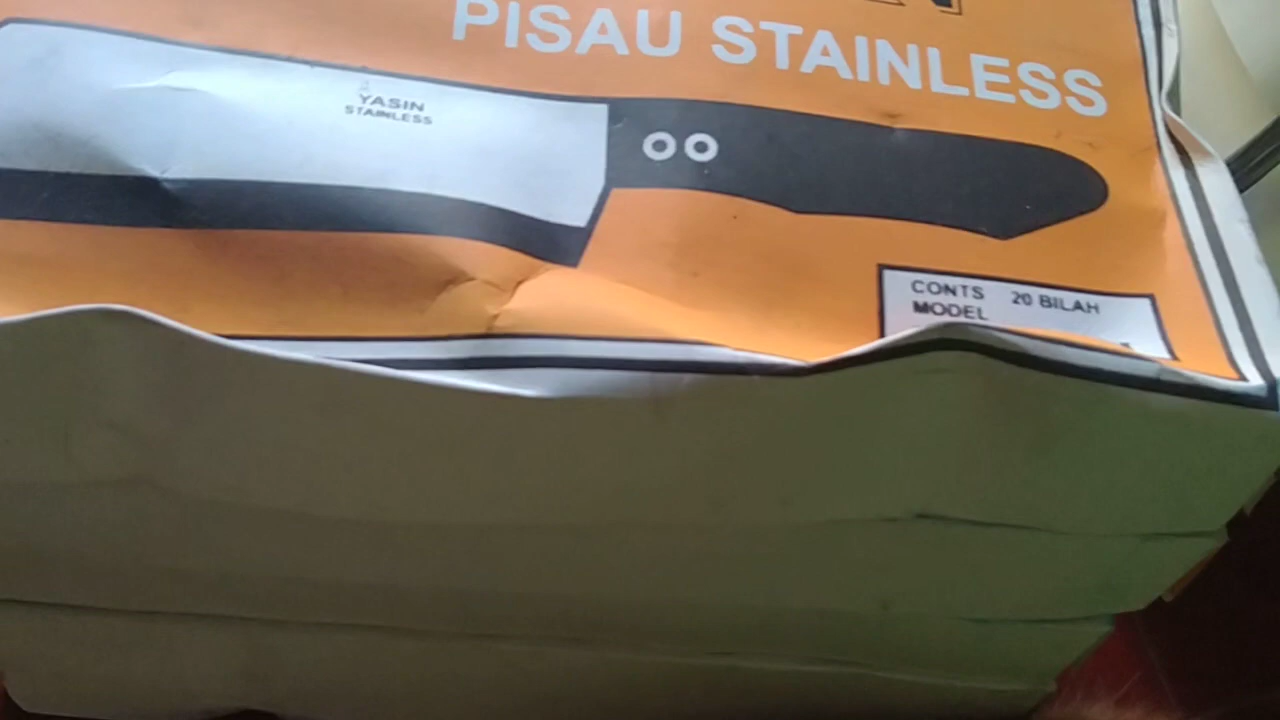 PISAU STAINLESS
YASIN
STAINLESS
CONTS 20 BILAH
MODEL